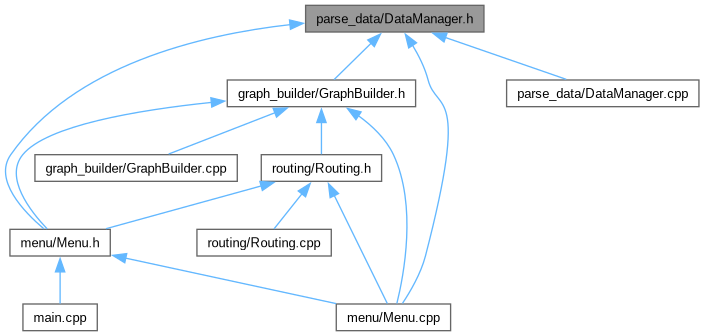 parse_data/DataManager.h
graph_builder/GraphBuilder.h
parse_data/DataManager.cpp
graph_builder/GraphBuilder.cpp
routing/Routing.h
menu/Menu.h
routing/Routing.cpp
main.cpp
menu/Menu.cpp